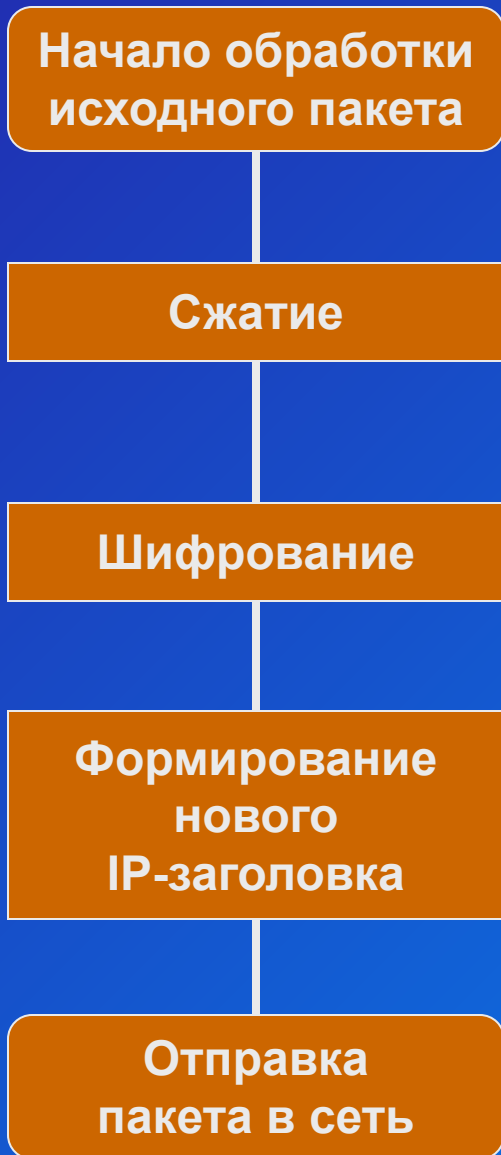 Начало обработки
исходного пакета
Сжатие
Шифрование
Формирование
нового
IP-заголовка
Отправка
пакета в сеть